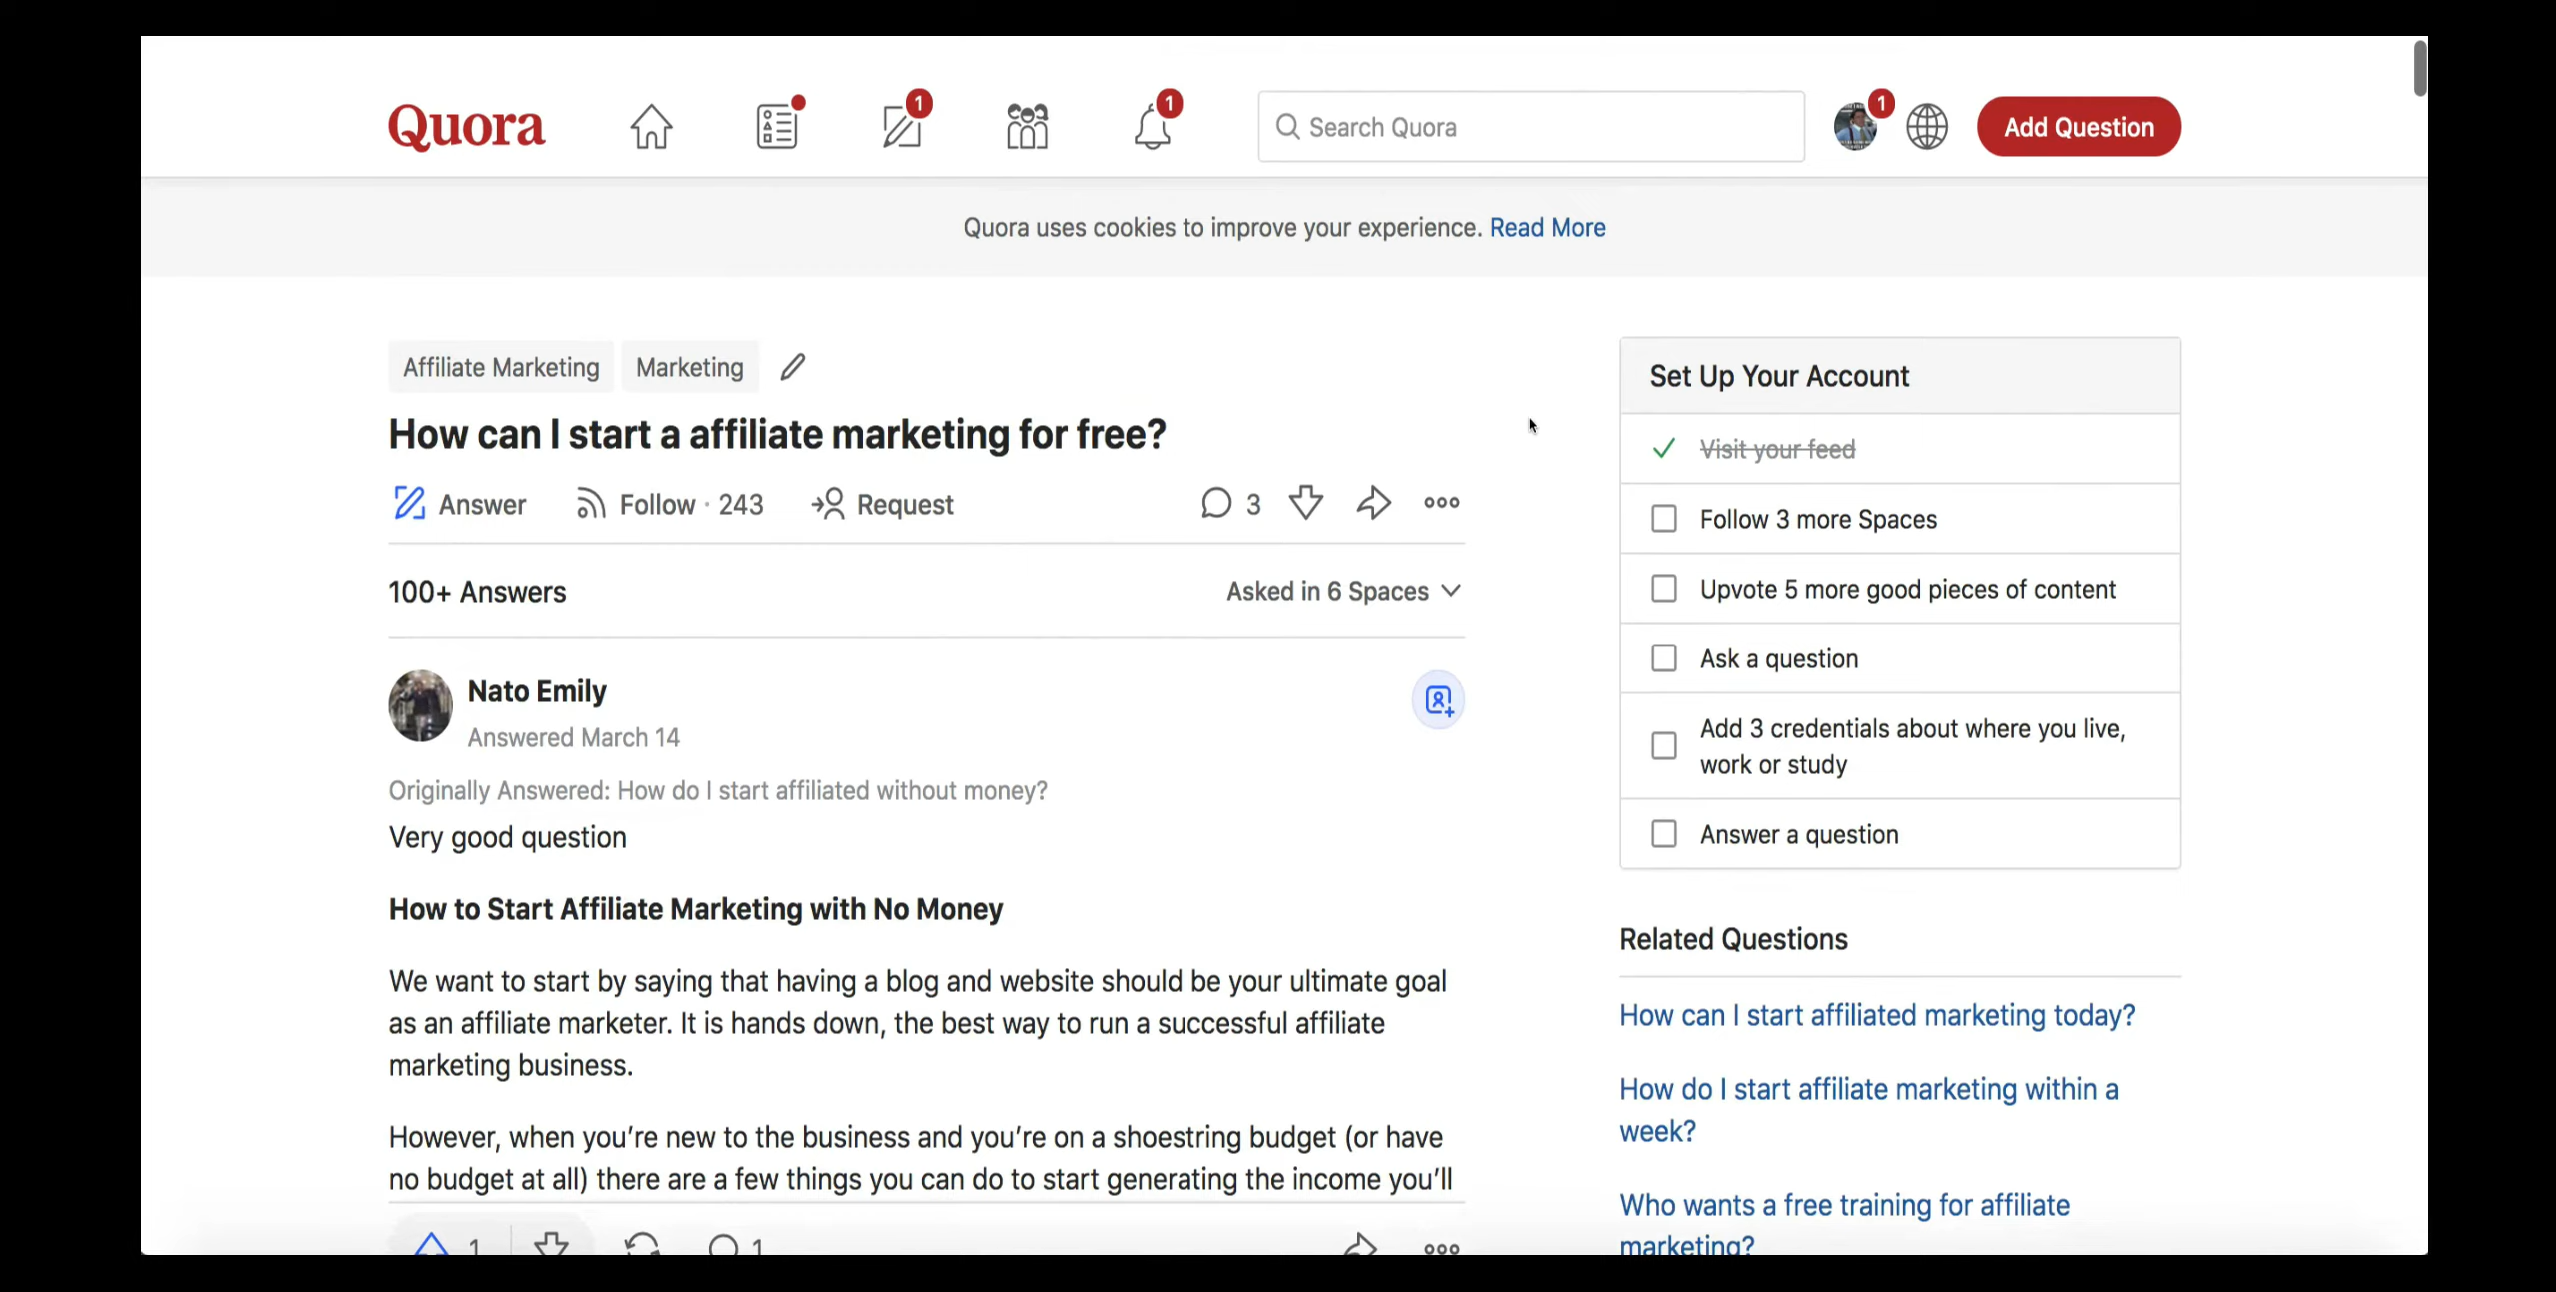 Quora
1
1
Search Quora
1
Add Question
Quora uses cookies to improve your experience. Read More
Affiliate Marketing
Marketing
How can I start a affiliate marketing for free?
Answer
Follow · 243
Request
3
100+ Answers
Asked in 6 Spaces
Nato Emily
Answered March 14
Originally Answered: How do I start affiliated without money?
Very good question
How to Start Affiliate Marketing with No Money
We want to start by saying that having a blog and website should be your ultimate goal
as an affiliate marketer. It is hands down, the best way to run a successful affiliate
marketing business.
However, when you’re new to the business and you’re on a shoestring budget (or have
no budget at all) there are a few things you can do to start generating the income you’ll
1
1
Set Up Your Account
Visit your feed
Follow 3 more Spaces
Upvote 5 more good pieces of content
Ask a question
Add 3 credentials about where you live,
work or study
Answer a question
Related Questions
How can I start affiliated marketing today?
How do I start affiliate marketing within a
week?
Who wants a free training for affiliate
marketing?